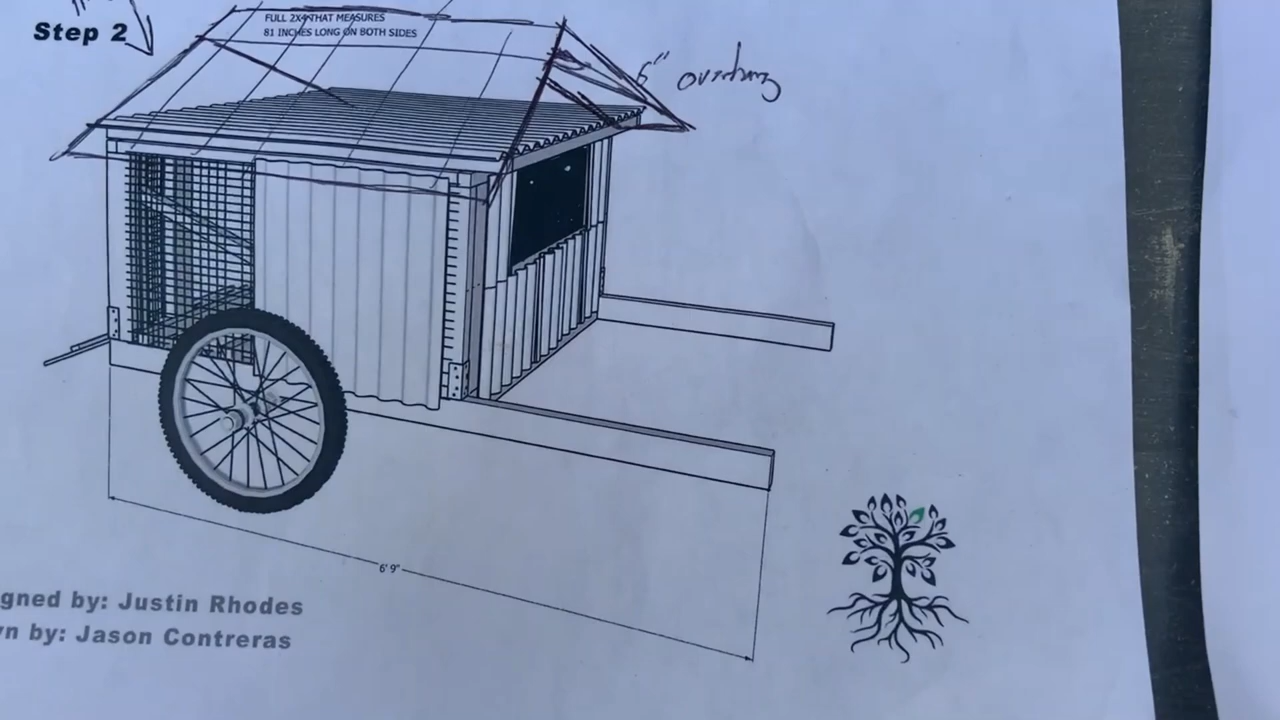 Step 2
FULL 2X4 THAT MEASURES
81 INCHES LONG ON BOTH SIDES
6" overhang
6' 9"
gned by: Justin Rhodes
n by: Jason Contreras